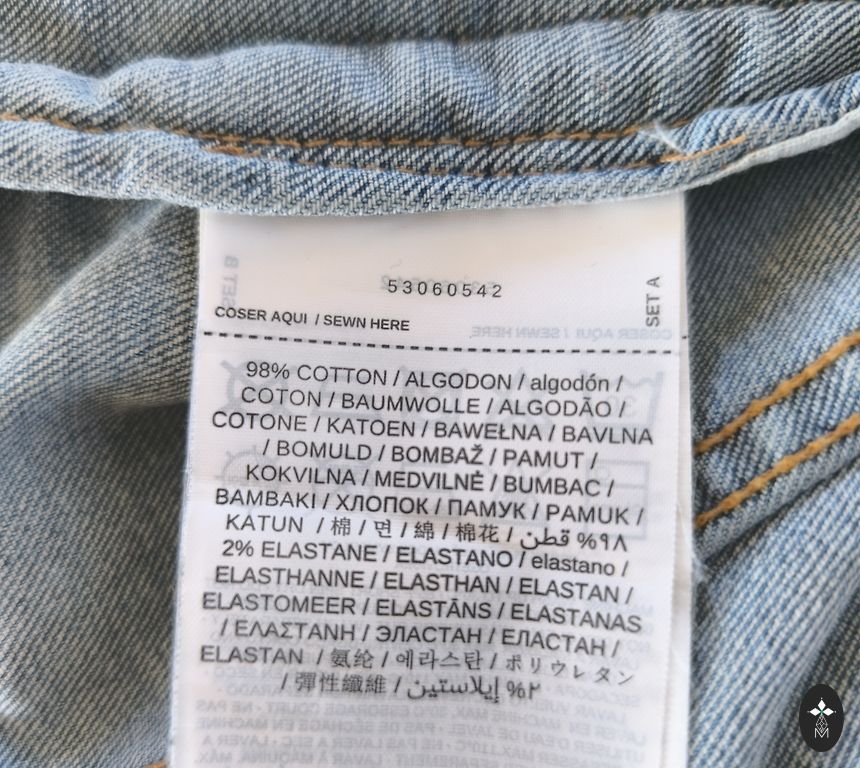 53060542
SET A
COSER AQUI / SEWN HERE
98% COTTON / ALGODON / algodón /
COTON / BAUMWOLLE / ALGODÃO /
COTONE / KATOEN / BAWEŁNA / BAVLNA
/ BOMULD / BOMBAŽ / PAMUT /
KOKVILNA / MEDVILNĖ / BUMBAC /
BAMBAKI / ХЛОПОК / ПАМУК / PAMUK /
KATUN / 棉 / 면 / 綿 / 棉花 / قطن %٩٨
2% ELASTANE / ELASTANO / elastano /
ELASTHANNE / ELASTHAN / ELASTAN /
ELASTOMEER / ELASTĀNS / ELASTANAS
/ ΕΛΑΣΤΑΝΗ / ЭЛАСТАН / ЕЛАСТАН /
ELASTAN / 氨纶 / 에라스탄 / ポリウレタン
/ 彈性纖維 / إيلاستين %٢